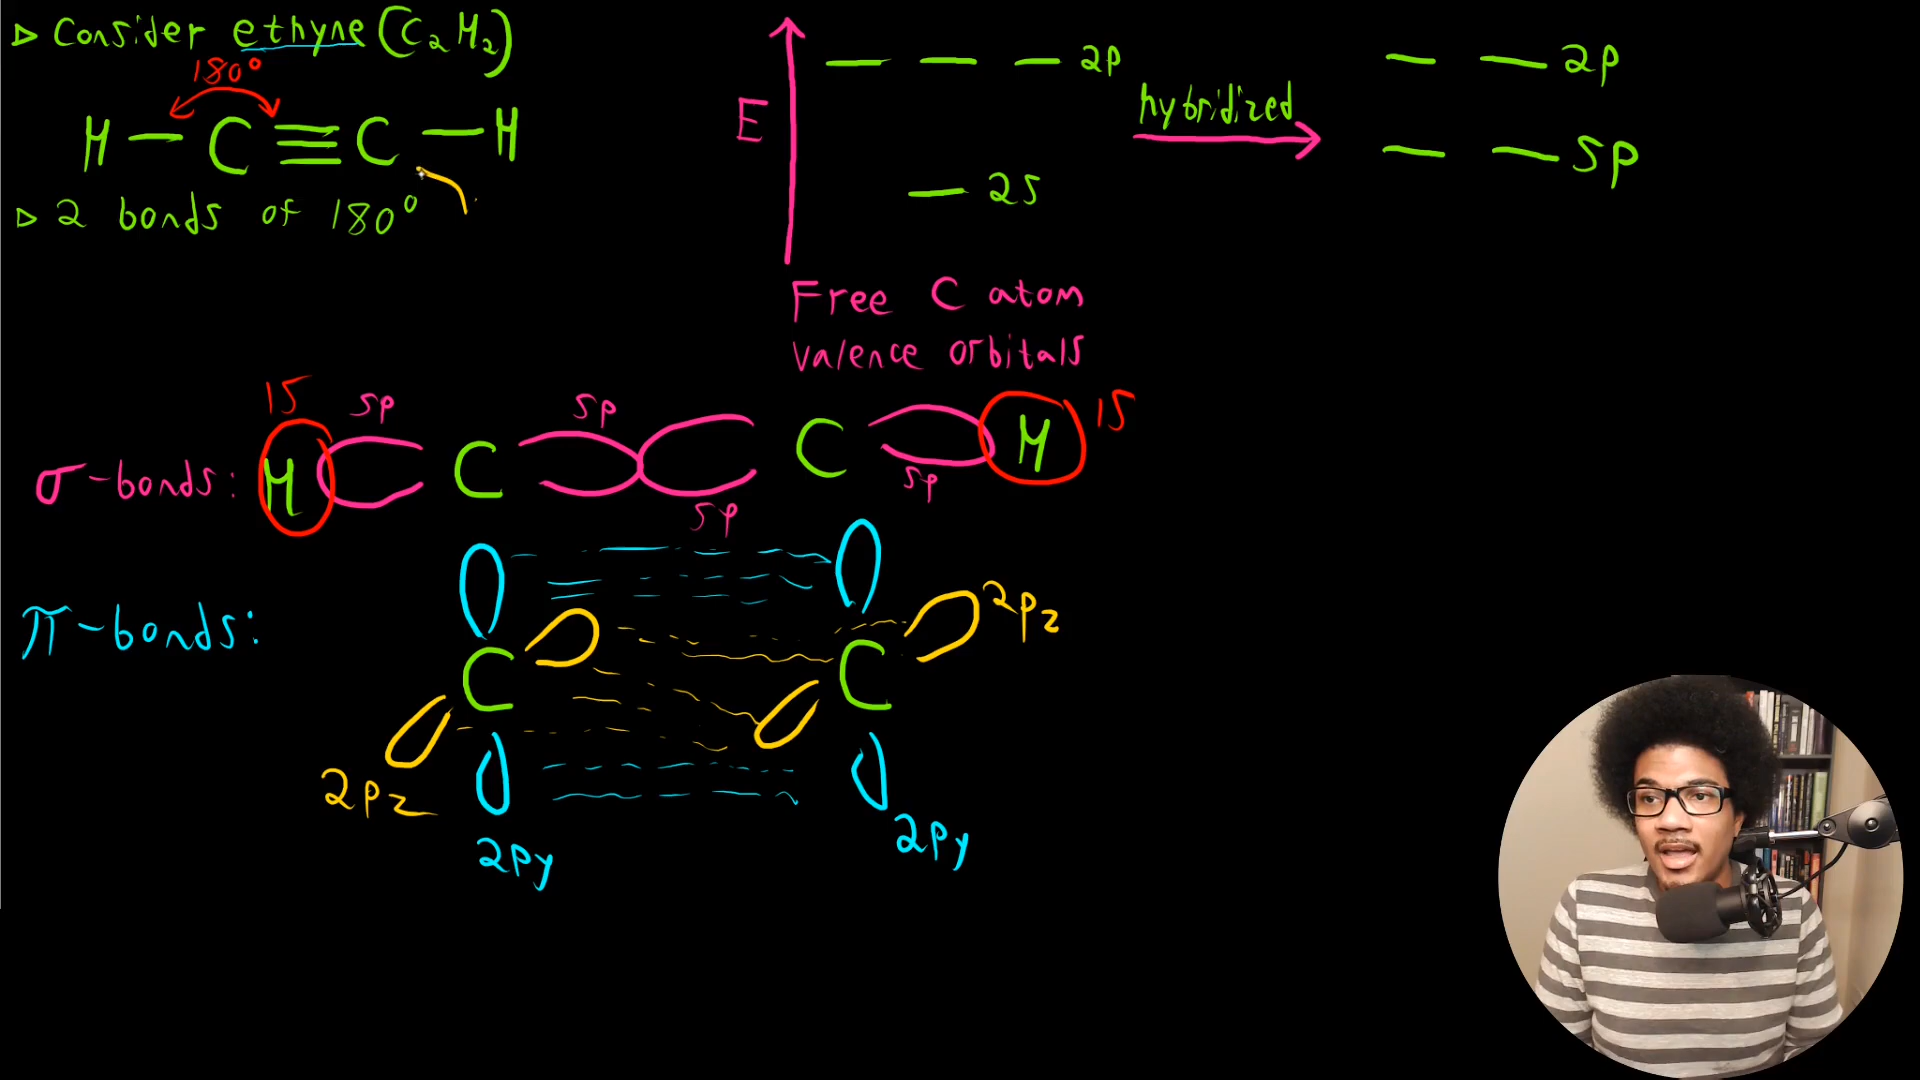 ▷ Consider ethyne (C₂H₂)
180°
H – C ≡ C – H
▷ 2 bonds of 180°
E
2p
2s
hybridized
2p
sp
Free C atom
valence orbitals
1s
sp
sp
1s
σ-bonds: H C C H
sp
sp
π-bonds:
2pz
C C
2pz
2py
2py